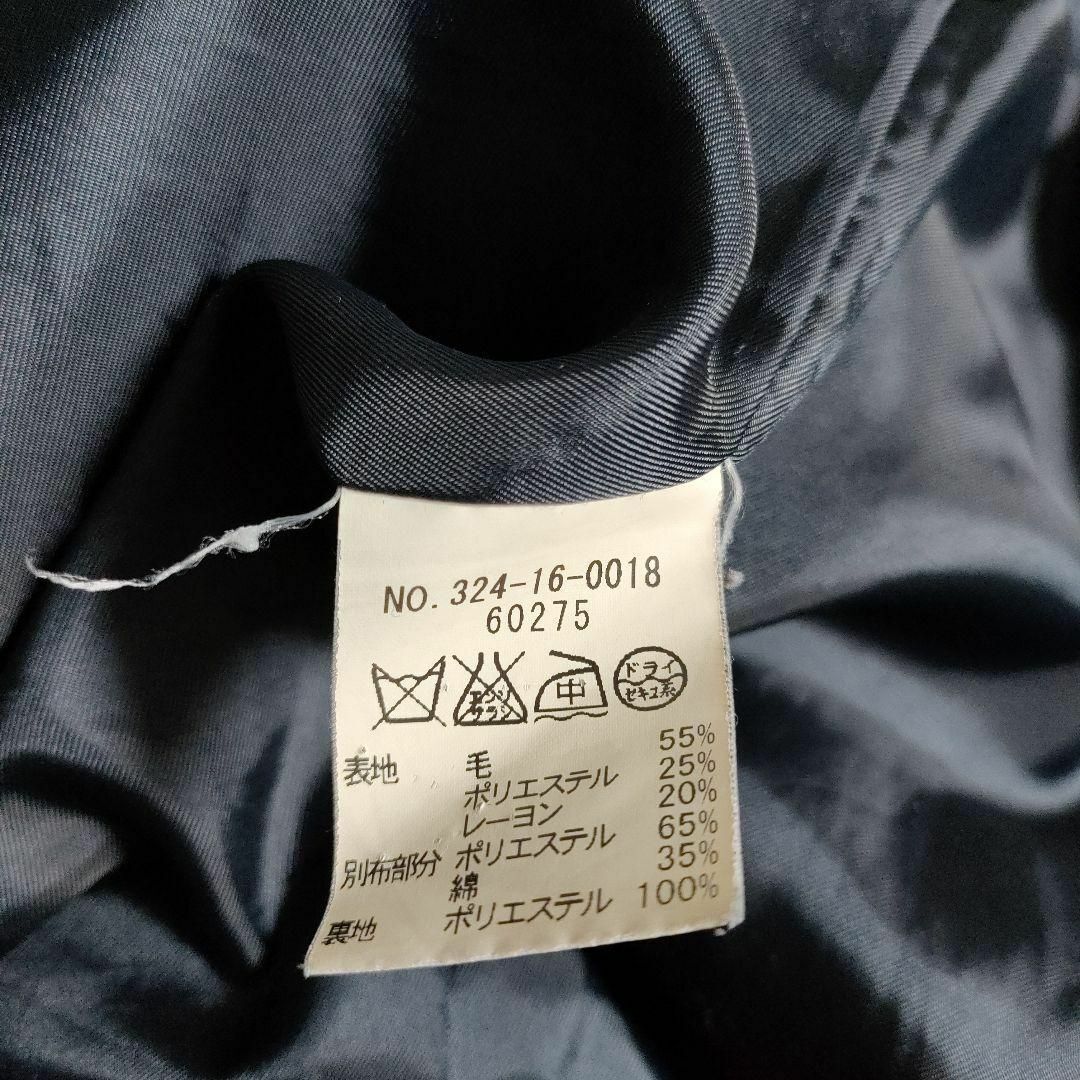 NO. 324-16-0018
60275
エンソ
サラシ
中
ドライ
セキユ系
表地 毛 55%
ポリエステル 25%
レーヨン 20%
別布部分 ポリエステル 65%
綿 35%
裏地 ポリエステル 100%